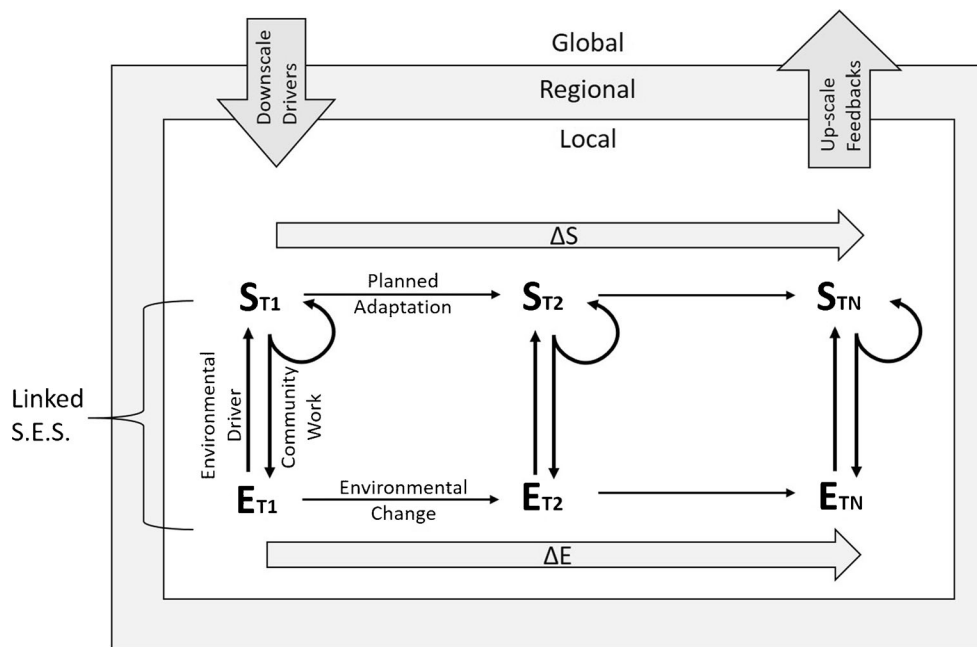 Global
Regional
Local
Downscale
Drivers
Up-scale
Feedbacks
ΔS
ST1
Planned
Adaptation
ST2
STN
Linked
S.E.S.
Environmental
Driver
Community
Work
ET1
Environmental
Change
ET2
ETN
ΔE